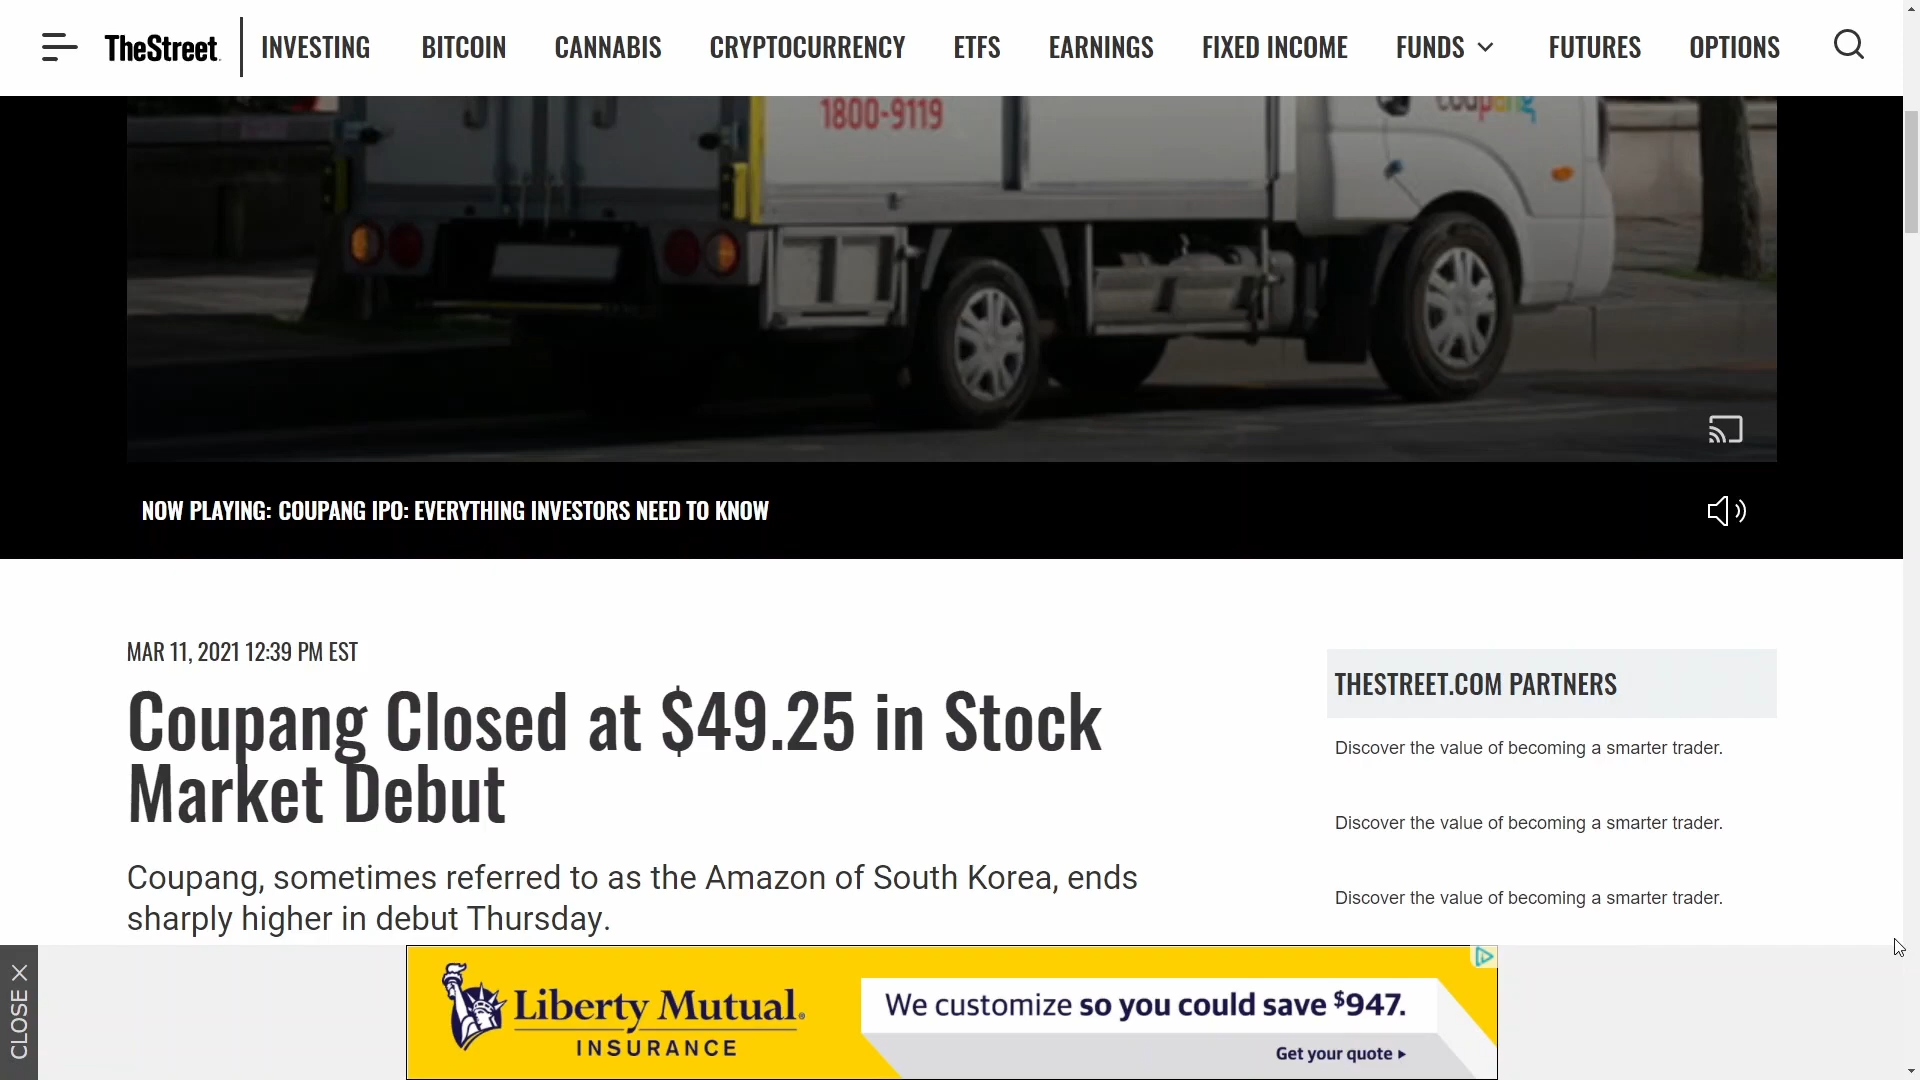 TheStreet
INVESTING BITCOIN CANNABIS CRYPTOCURRENCY ETFS EARNINGS FIXED INCOME FUNDS FUTURES OPTIONS
1800-9119
coupang
NOW PLAYING: COUPANG IPO: EVERYTHING INVESTORS NEED TO KNOW
MAR 11, 2021 12:39 PM EST
Coupang Closed at $49.25 in Stock
Market Debut
Coupang, sometimes referred to as the Amazon of South Korea, ends
sharply higher in debut Thursday.
THESTREET.COM PARTNERS
Discover the value of becoming a smarter trader.
Discover the value of becoming a smarter trader.
Discover the value of becoming a smarter trader.
CLOSE X
Liberty Mutual®
INSURANCE
We customize so you could save $947.
Get your quote ▸